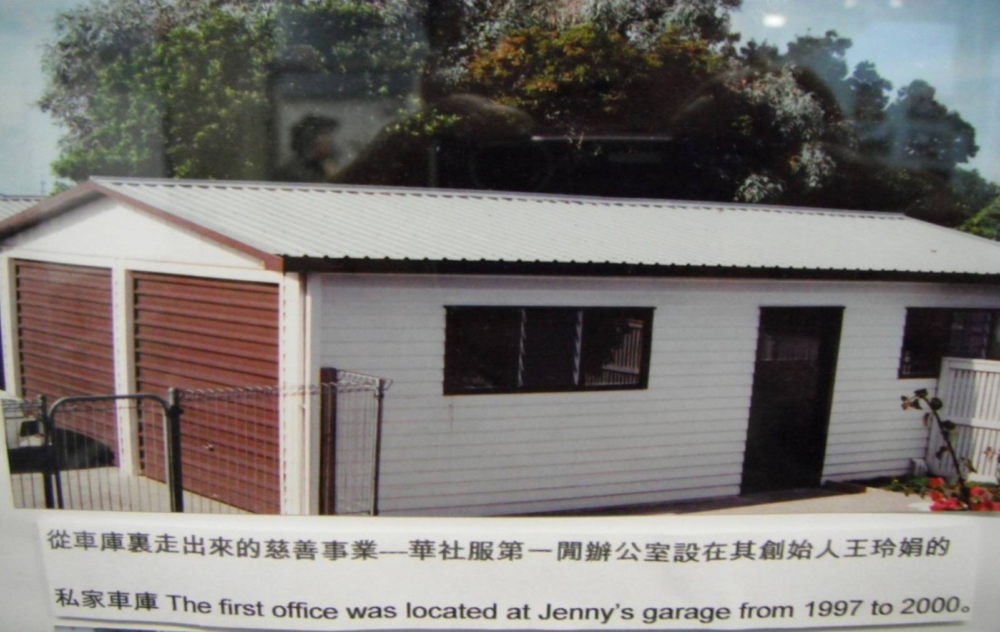 從車庫裏走出來的慈善事業---華社服第一閒辦公室設在其創始人王玲娟的
私家車庫 The first office was located at Jenny's garage from 1997 to 2000。